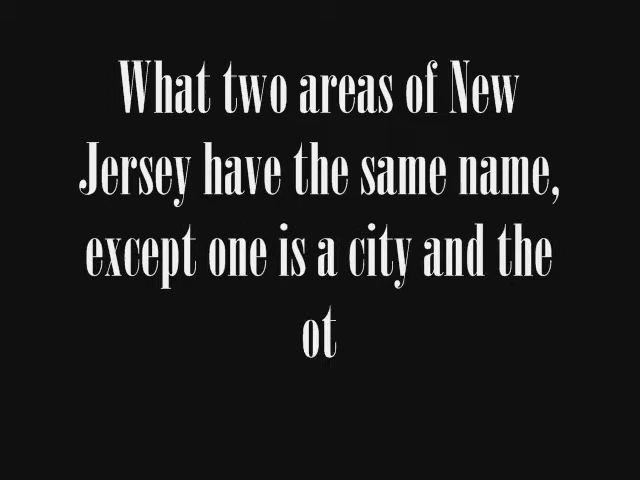 What two areas of New
Jersey have the same name,
except one is a city and the
ot